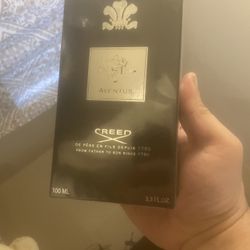 AVENTUS
CREED
DE PÈRE EN FILS DEPUIS 1760
FROM FATHER TO SON SINCE 1760
100 ML
3.3 FL.OZ